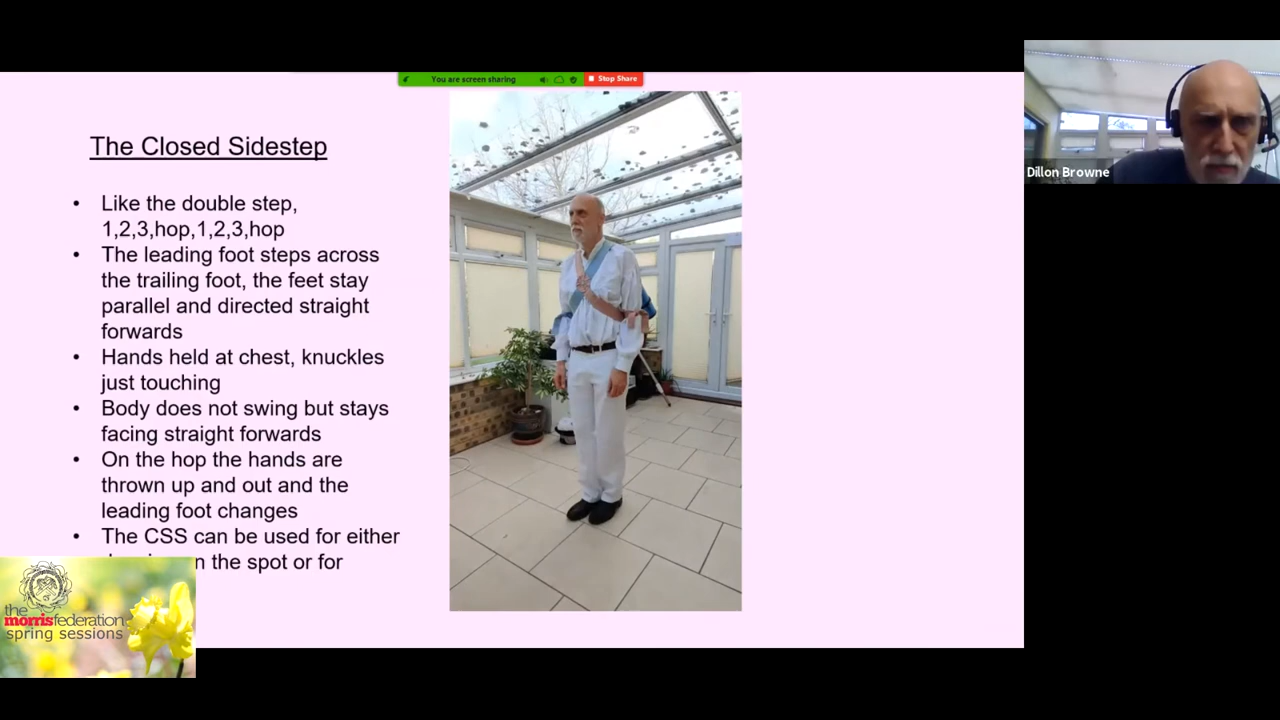 You are screen sharing
Stop Share
The Closed Sidestep
• Like the double step,
1,2,3,hop,1,2,3,hop
• The leading foot steps across
the trailing foot, the feet stay
parallel and directed straight
forwards
• Hands held at chest, knuckles
just touching
• Body does not swing but stays
facing straight forwards
• On the hop the hands are
thrown up and out and the
leading foot changes
• The CSS can be used for either
the spot or for
the
morrisfederation
spring sessions
Dillon Browne